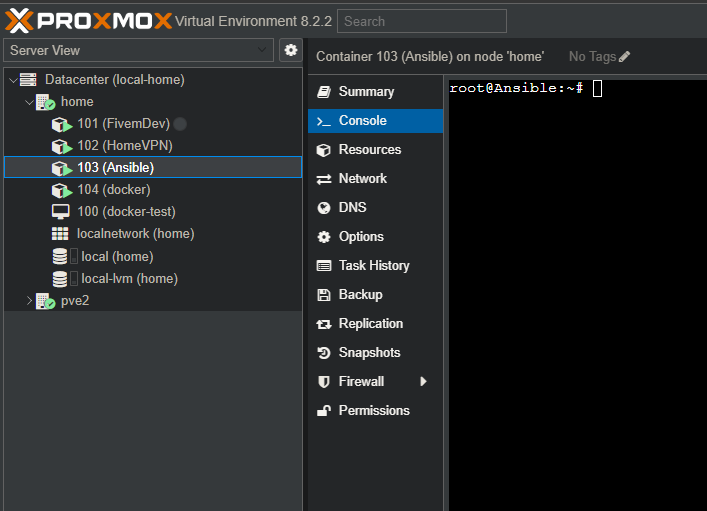 PROXMOX Virtual Environment 8.2.2 Search
Server View
Datacenter (local-home)
home
101 (FivemDev)
102 (HomeVPN)
103 (Ansible)
104 (docker)
100 (docker-test)
localnetwork (home)
local (home)
local-lvm (home)
pve2
Container 103 (Ansible) on node 'home' No Tags
Summary
Console
Resources
Network
DNS
Options
Task History
Backup
Replication
Snapshots
Firewall
Permissions
root@Ansible:~#